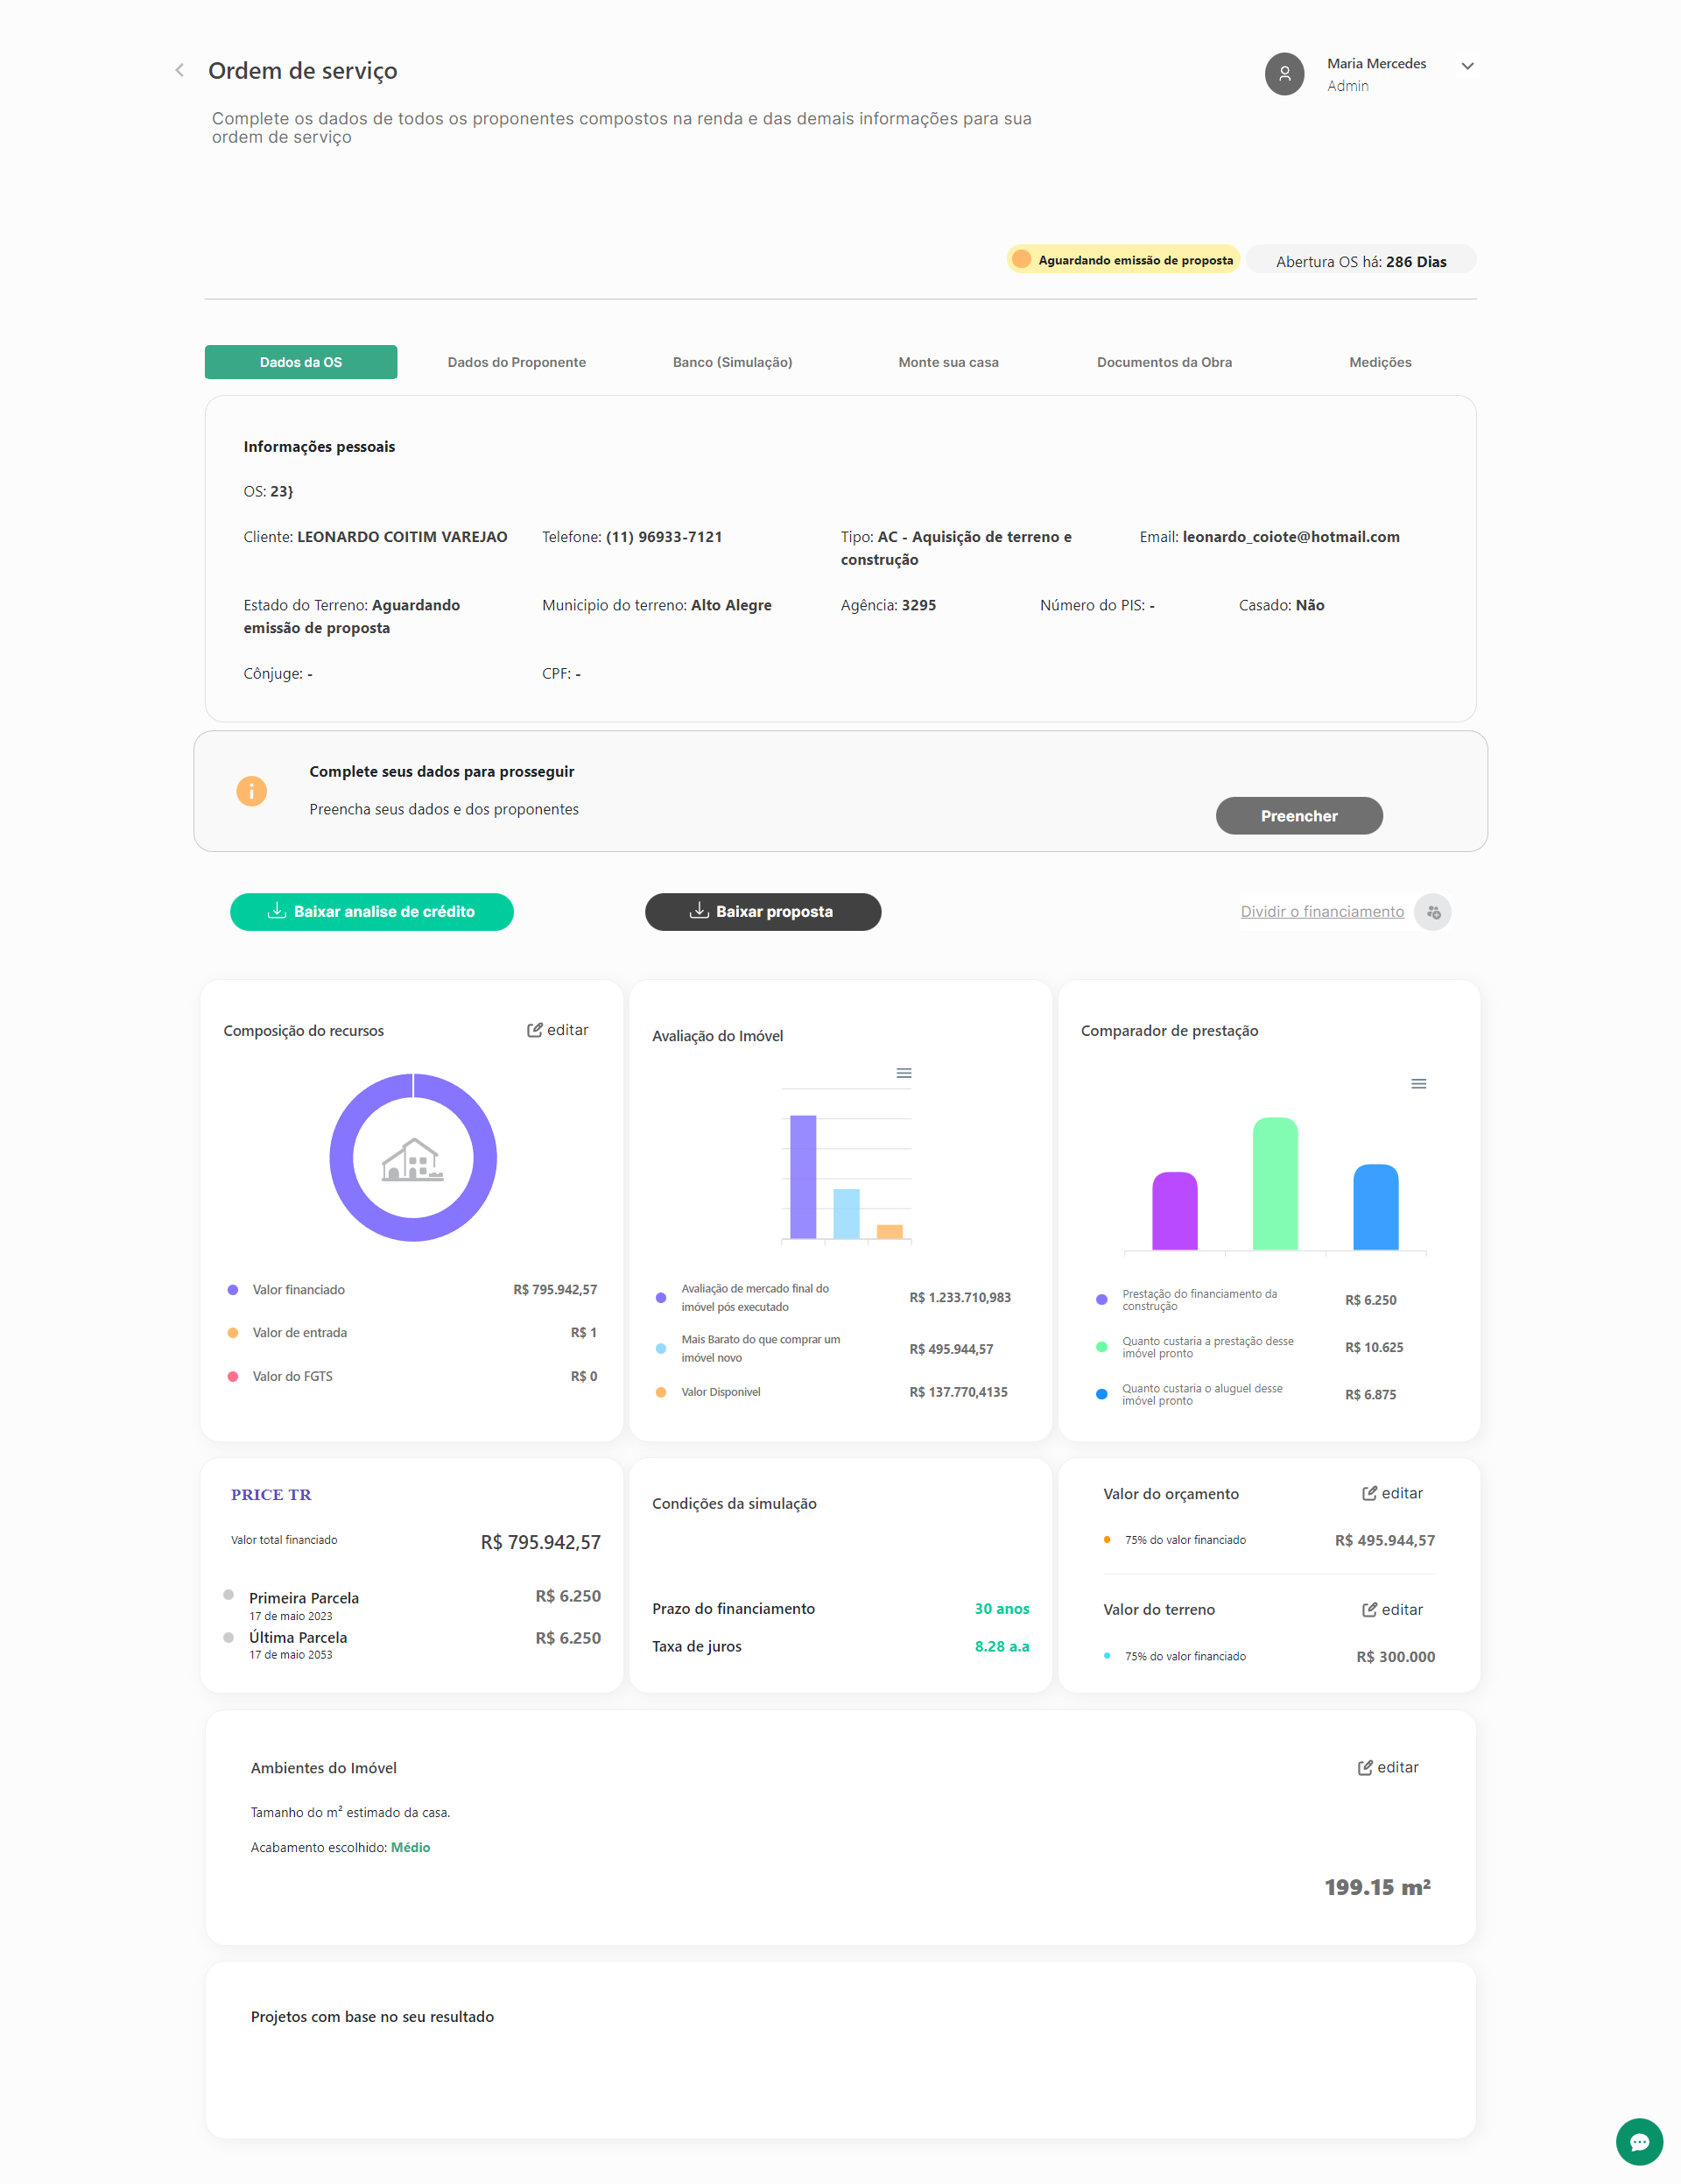 Ordem de serviço
Maria Mercedes
Admin
Complete os dados de todos os proponentes compostos na renda e das demais informações para sua
ordem de serviço
Aguardando emissão de proposta
Abertura OS há: 286 Dias
Dados da OS
Dados do Proponente
Banco (Simulação)
Monte sua casa
Documentos da Obra
Medições
Informações pessoais
OS: 23}
Cliente: LEONARDO COITIM VAREJAO
Telefone: (11) 96933-7121
Tipo: AC - Aquisição de terreno e
construção
Email: leonardo_coiote@hotmail.com
Estado do Terreno: Aguardando
emissão de proposta
Municipio do terreno: Alto Alegre
Agência: 3295
Número do PIS: -
Casado: Não
Cônjuge: -
CPF: -
Complete seus dados para prosseguir
Preencha seus dados e dos proponentes
Preencher
Baixar analise de crédito
Baixar proposta
Dividir o financiamento
Composição do recursos
editar
Valor financiado
R$ 795.942,57
Valor de entrada
R$ 1
Valor do FGTS
R$ 0
Avaliação do Imóvel
Avaliação de mercado final do
imóvel pós executado
R$ 1.233.710,983
Mais Barato do que comprar um
imóvel novo
R$ 495.944,57
Valor Disponivel
R$ 137.770,4135
Comparador de prestação
Prestação do financiamento da
construção
R$ 6.250
Quanto custaria a prestação desse
imóvel pronto
R$ 10.625
Quanto custaria o aluguel desse
imóvel pronto
R$ 6.875
PRICE TR
Valor total financiado
R$ 795.942,57
Primeira Parcela
17 de maio 2023
R$ 6.250
Última Parcela
17 de maio 2053
R$ 6.250
Condições da simulação
Prazo do financiamento
30 anos
Taxa de juros
8.28 a.a
Valor do orçamento
editar
75% do valor financiado
R$ 495.944,57
Valor do terreno
editar
75% do valor financiado
R$ 300.000
Ambientes do Imóvel
editar
Tamanho do m² estimado da casa.
Acabamento escolhido: Médio
199.15 m²
Projetos com base no seu resultado